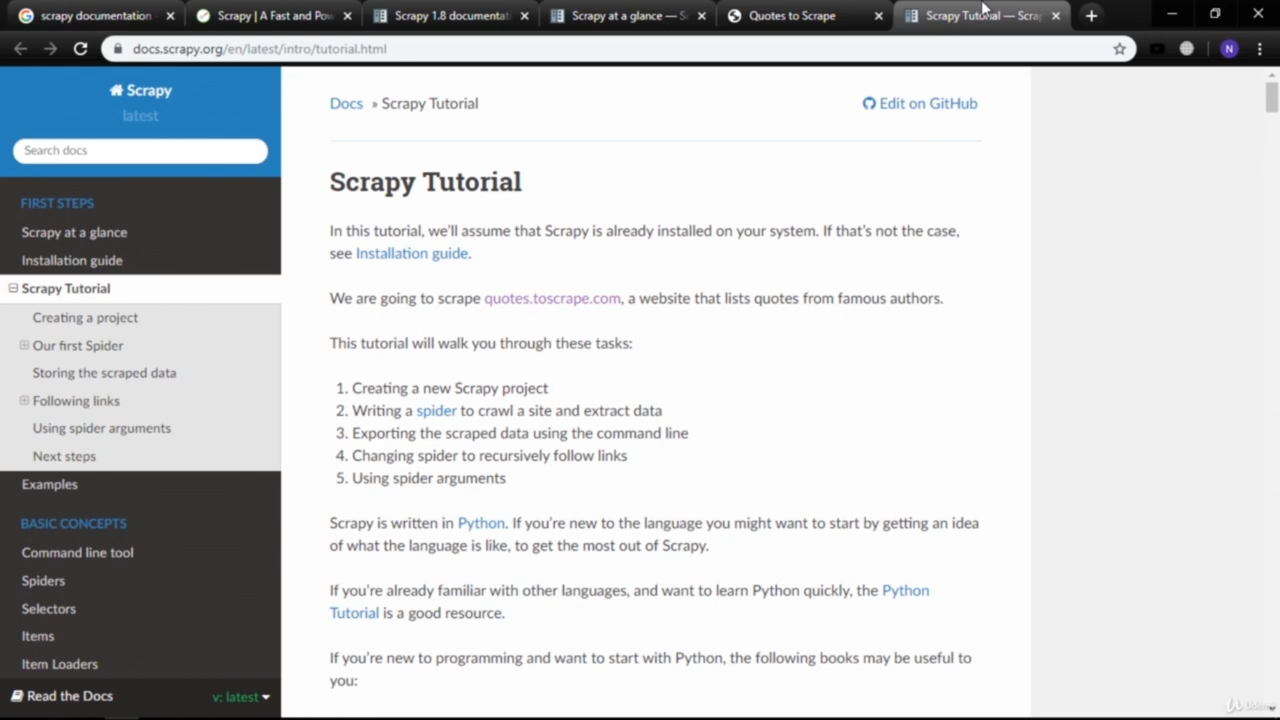 scrapy documentation
Scrapy | A Fast and Pow
Scrapy 1.8 documentat
Scrapy at a glance — Sc
Quotes to Scrape
Scrapy Tutorial — Scrap
docs.scrapy.org/en/latest/intro/tutorial.html
N
Scrapy
latest
Search docs
FIRST STEPS
Scrapy at a glance
Installation guide
Scrapy Tutorial
Creating a project
Our first Spider
Storing the scraped data
Following links
Using spider arguments
Next steps
Examples
BASIC CONCEPTS
Command line tool
Spiders
Selectors
Items
Item Loaders
Read the Docs
v: latest
Docs » Scrapy Tutorial
Edit on GitHub
Scrapy Tutorial
In this tutorial, we'll assume that Scrapy is already installed on your system. If that's not the case,
see Installation guide.
We are going to scrape quotes.toscrape.com, a website that lists quotes from famous authors.
This tutorial will walk you through these tasks:
1. Creating a new Scrapy project
2. Writing a spider to crawl a site and extract data
3. Exporting the scraped data using the command line
4. Changing spider to recursively follow links
5. Using spider arguments
Scrapy is written in Python. If you're new to the language you might want to start by getting an idea
of what the language is like, to get the most out of Scrapy.
If you're already familiar with other languages, and want to learn Python quickly, the Python
Tutorial is a good resource.
If you're new to programming and want to start with Python, the following books may be useful to
you:
Udemy